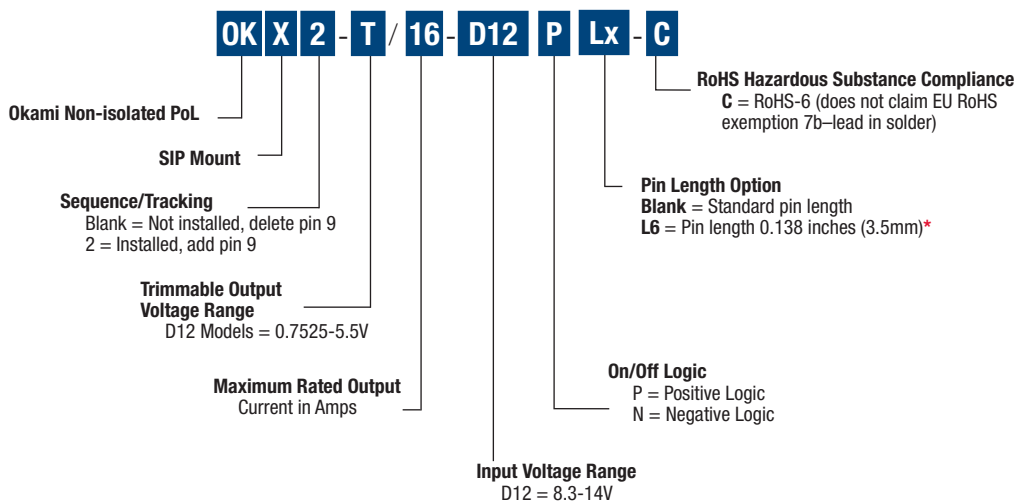 OK X 2 - T / 16 - D12 P Lx - C
RoHS Hazardous Substance Compliance
C = RoHS-6 (does not claim EU RoHS
exemption 7b–lead in solder)
Okami Non-isolated PoL
SIP Mount
Pin Length Option
Blank = Standard pin length
L6 = Pin length 0.138 inches (3.5mm)*
Sequence/Tracking
Blank = Not installed, delete pin 9
2 = Installed, add pin 9
Trimmable Output
Voltage Range
D12 Models = 0.7525-5.5V
On/Off Logic
P = Positive Logic
N = Negative Logic
Maximum Rated Output
Current in Amps
Input Voltage Range
D12 = 8.3-14V